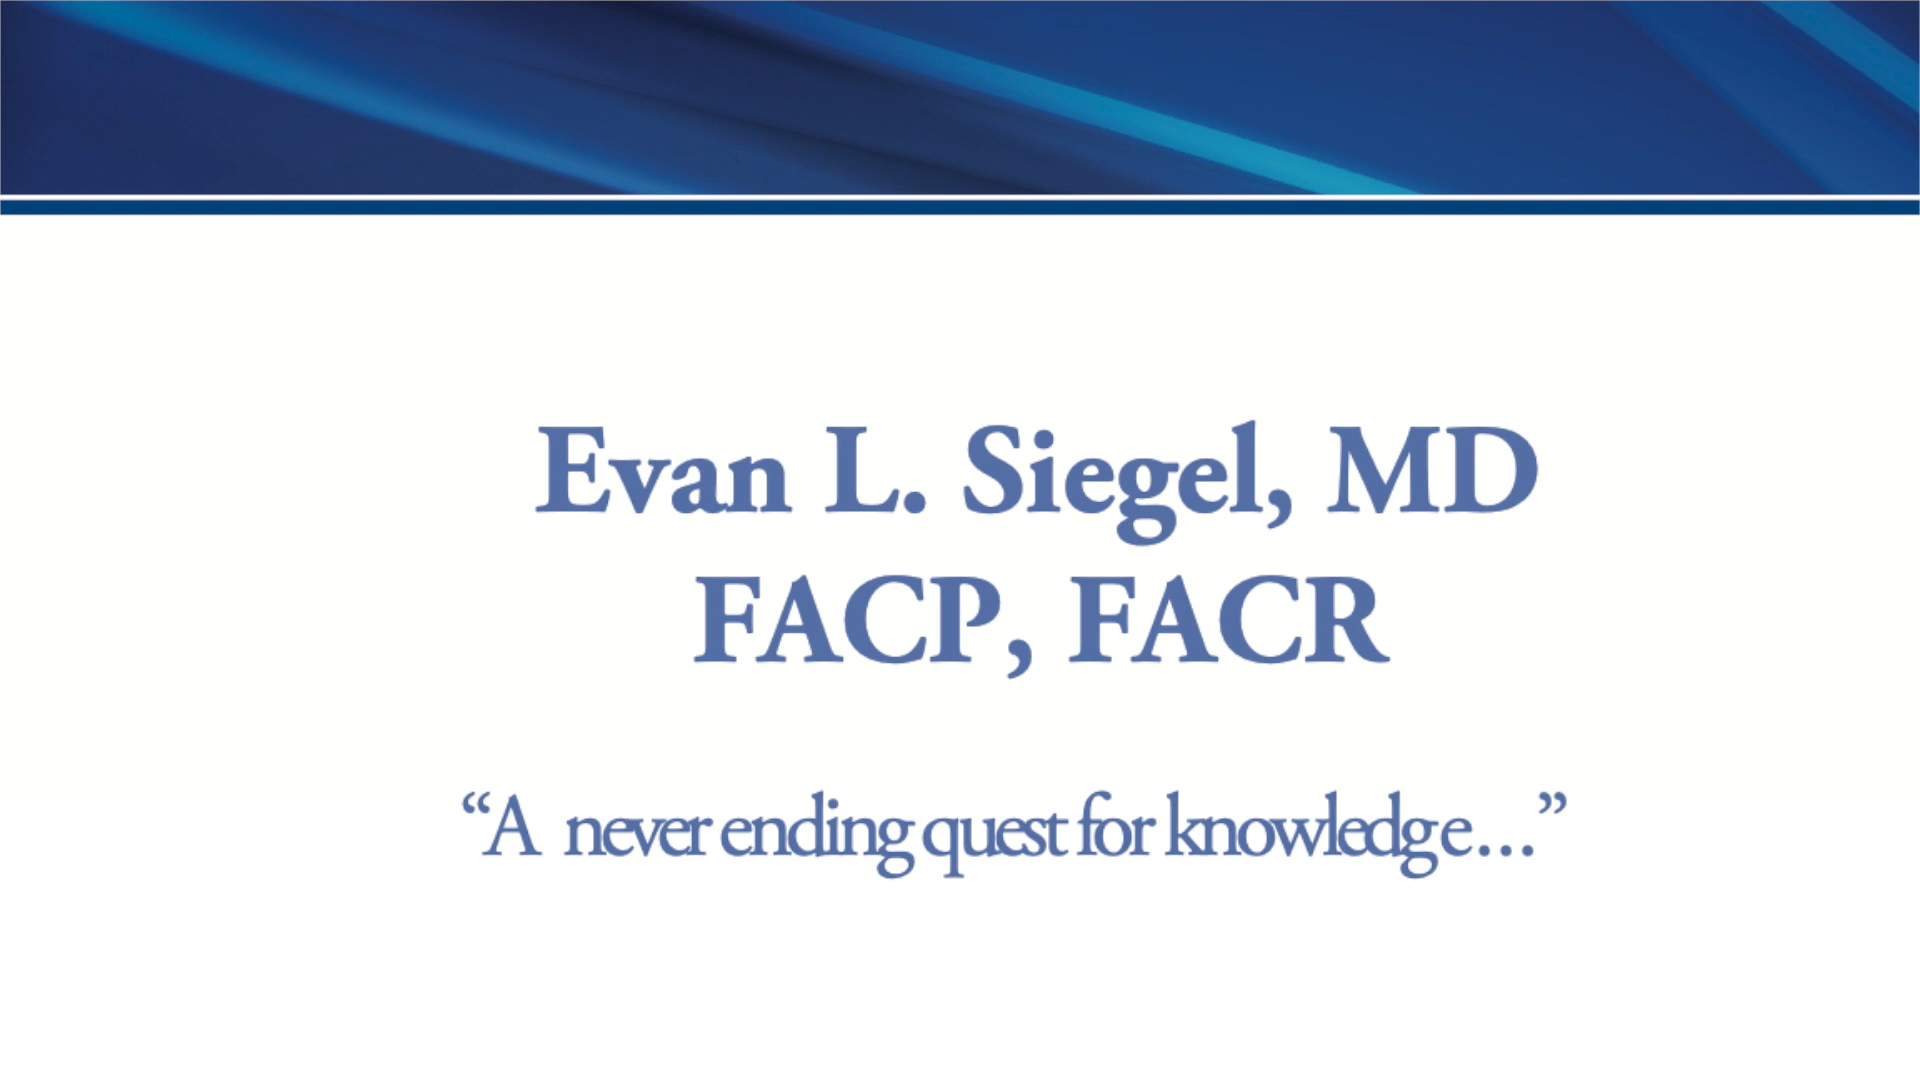 Evan L. Siegel, MD
FACP, FACR
“A never ending quest for knowledge…”